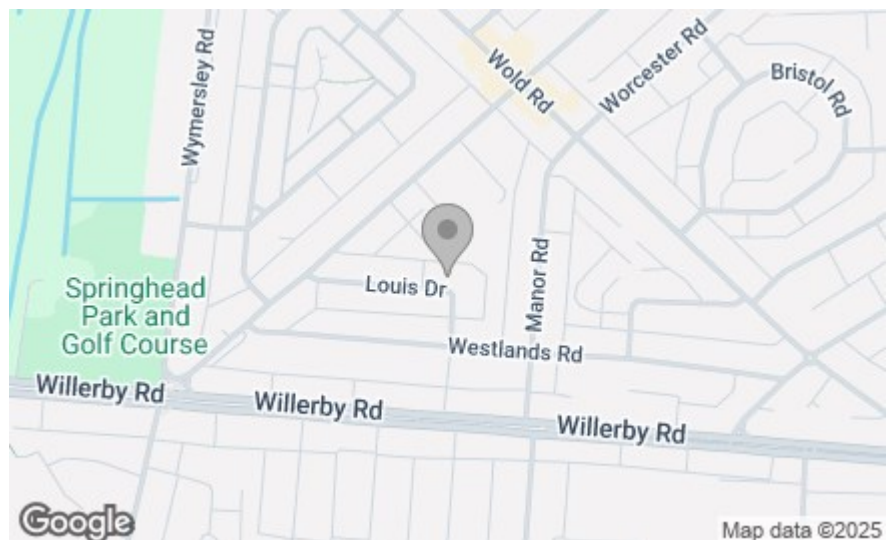 Wold Rd
Worcester Rd
Bristol Rd
Wymersley Rd
Louis Dr
Manor Rd
Springhead
Park and
Golf Course
Westlands Rd
Willerby Rd
Willerby Rd
Willerby Rd
Google
Map data ©2025